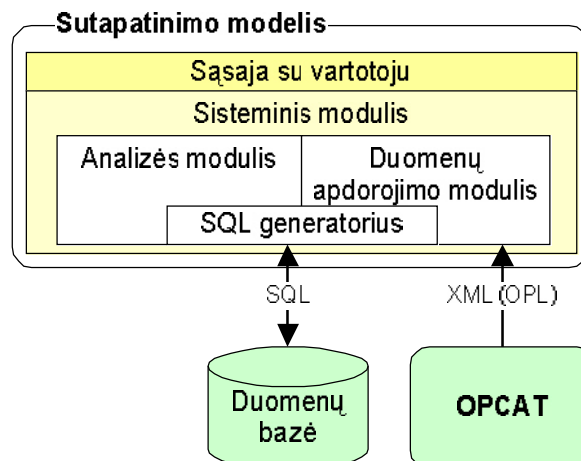 Sutapatinimo modelis
Sąsaja su vartotoju
Sisteminis modulis
Analizės modulis
Duomenų
apdorojimo modulis
SQL generatorius
SQL
XML (OPL)
Duomenų
bazė
OPCAT